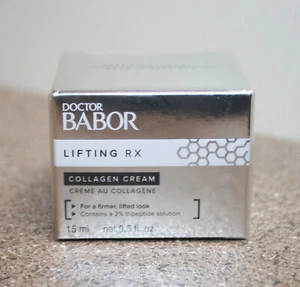 DOCTOR
BABOR
LIFTING RX
COLLAGEN CREAM
CRÈME AU COLLAGÈNE
For a firmer, lifted look
Contains a 2% tripeptide solution
15 ml net 0.5 fl.oz.